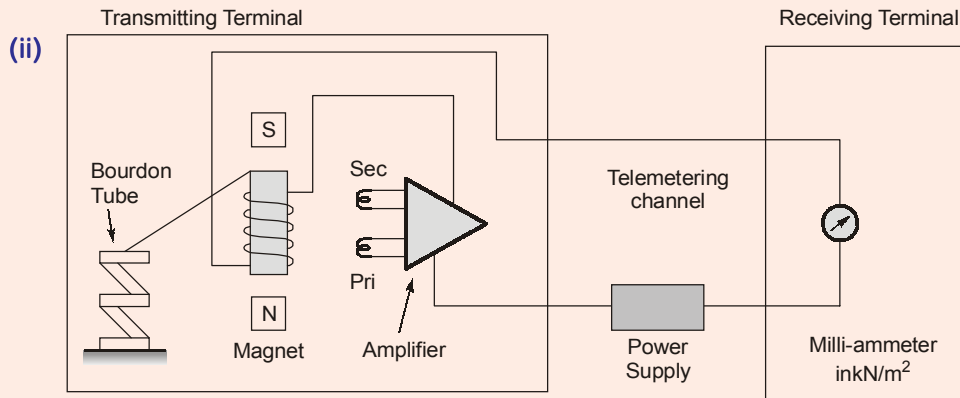 Transmitting Terminal
Receiving Terminal
(ii)
S
Bourdon
Tube
Sec
Telemetering
channel
Pri
N
Magnet
Amplifier
Power
Supply
Milli-ammeter
inkN/m²